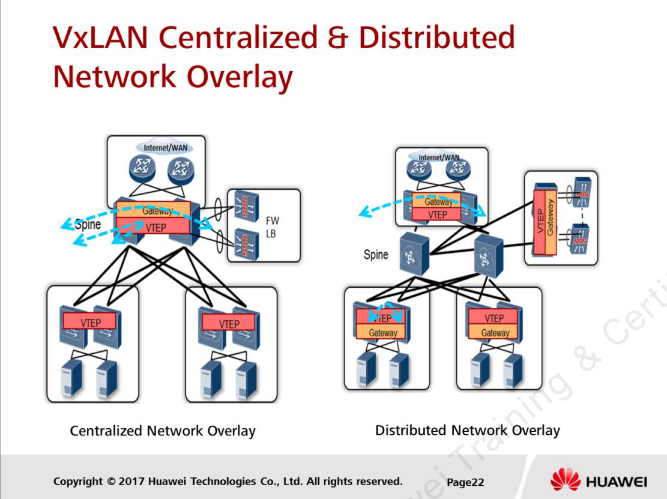 VxLAN Centralized & Distributed
Network Overlay
Internet/WAN
Gateway
VTEP
Spine
FW
LB
VTEP
VTEP
Centralized Network Overlay
Internet/WAN
Gateway
VTEP
VTEP
Gateway
Spine
VTEP
Gateway
VTEP
Gateway
Distributed Network Overlay
Copyright © 2017 Huawei Technologies Co., Ltd. All rights reserved.
Page22
HUAWEI
Training & Certi